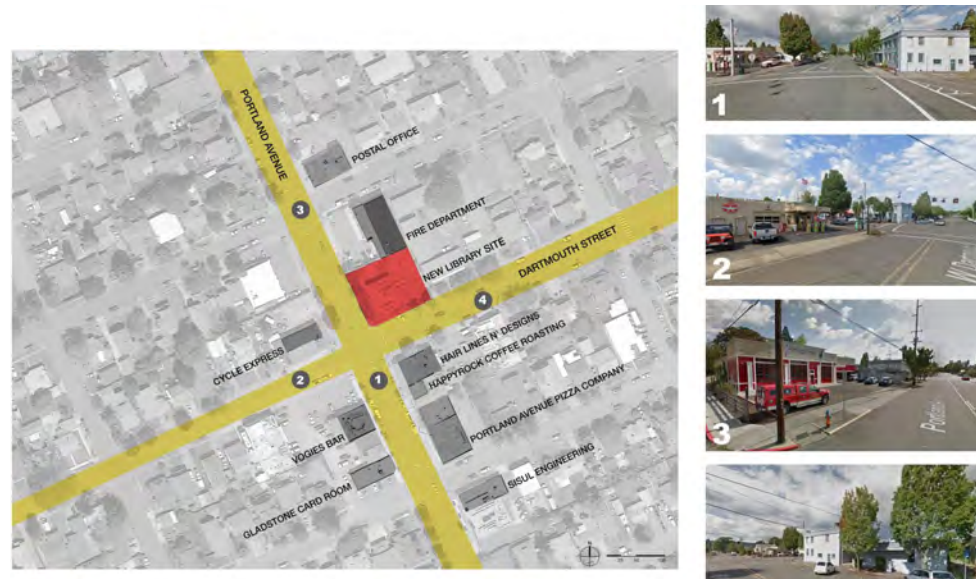 PORTLAND AVENUE
POSTAL OFFICE
3
FIRE DEPARTMENT
NEW LIBRARY SITE
DARTMOUTH STREET
4
HAIR LINES N' DESIGNS
HAPPYROCK COFFEE ROASTING
CYCLE EXPRESS
2
1
PORTLAND AVENUE PIZZA COMPANY
VOGIES BAR
SISUL ENGINEERING
GLADSTONE CARD ROOM
1
2
3